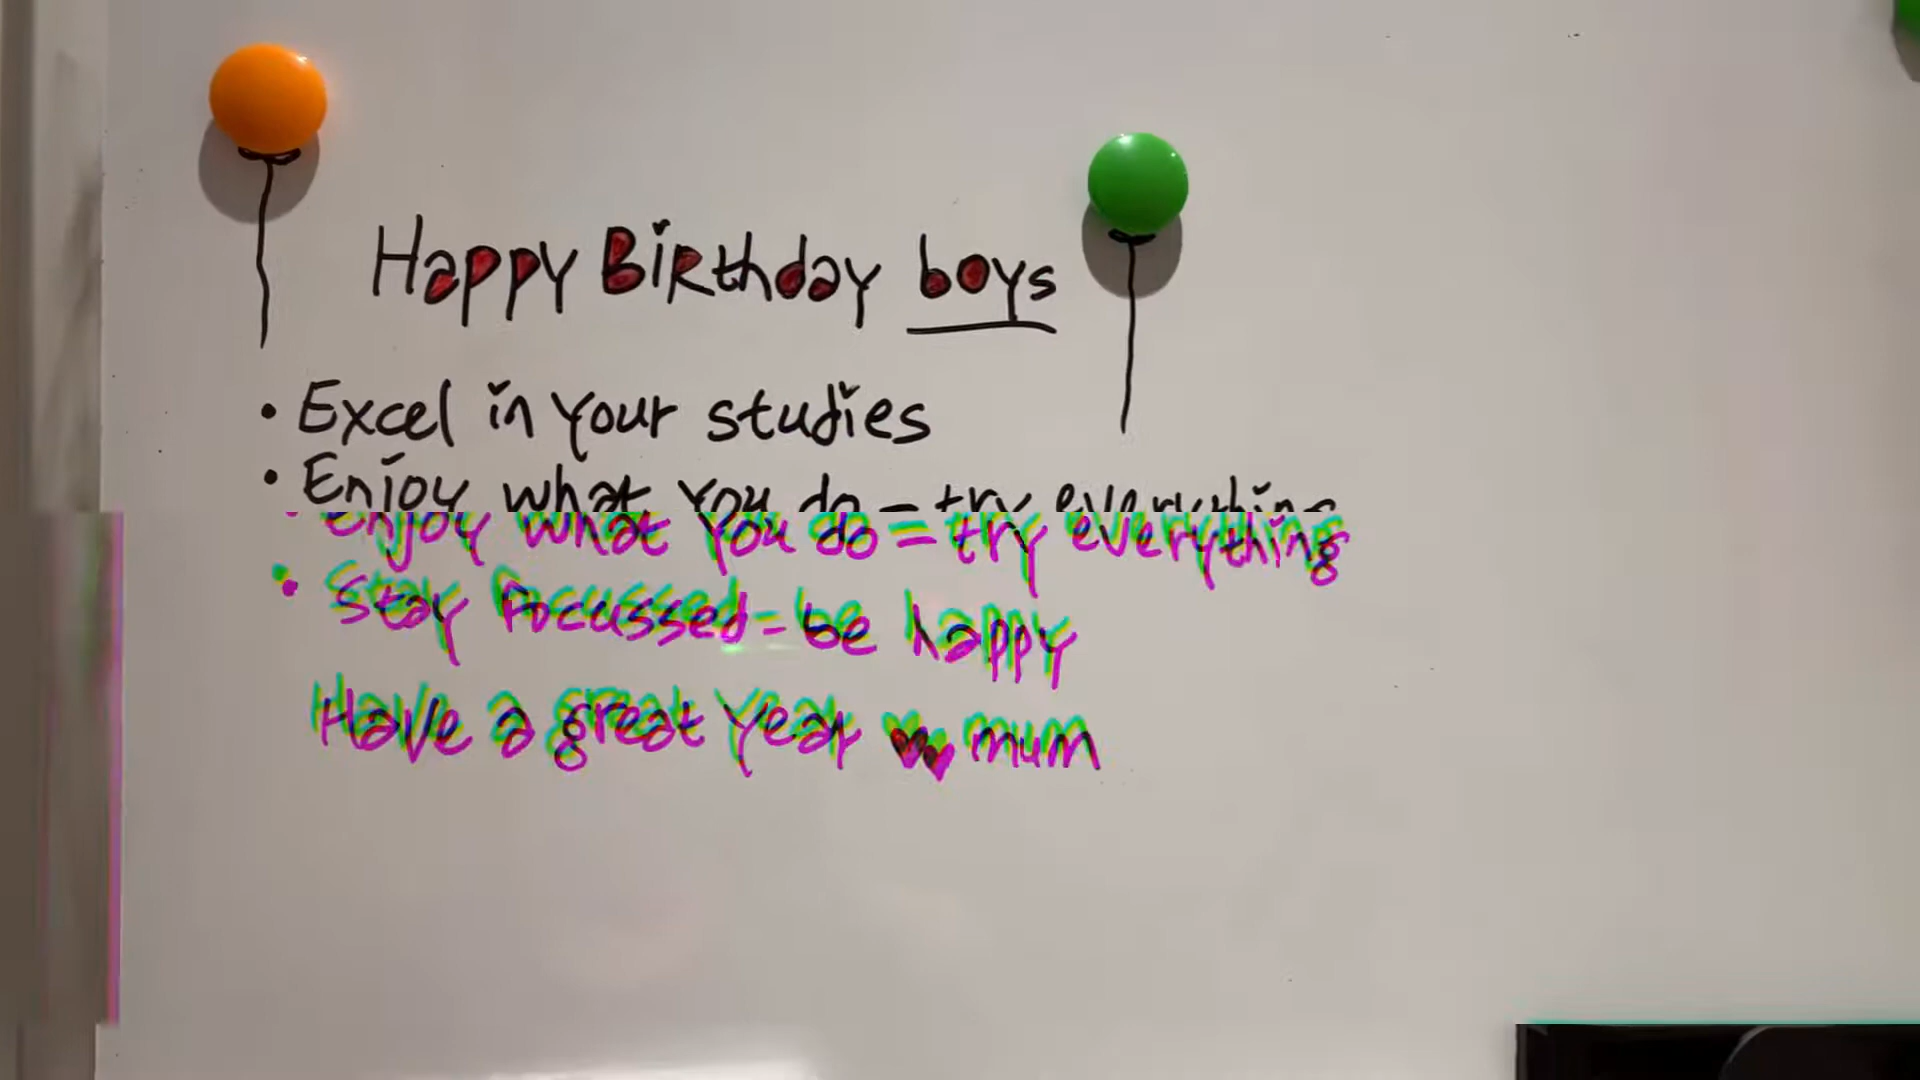 Happy Birthday boys
• Excel in your studies
• Enjoy what you do = try everything
• Stay focussed - be happy
Have a great year ♥♥ mum